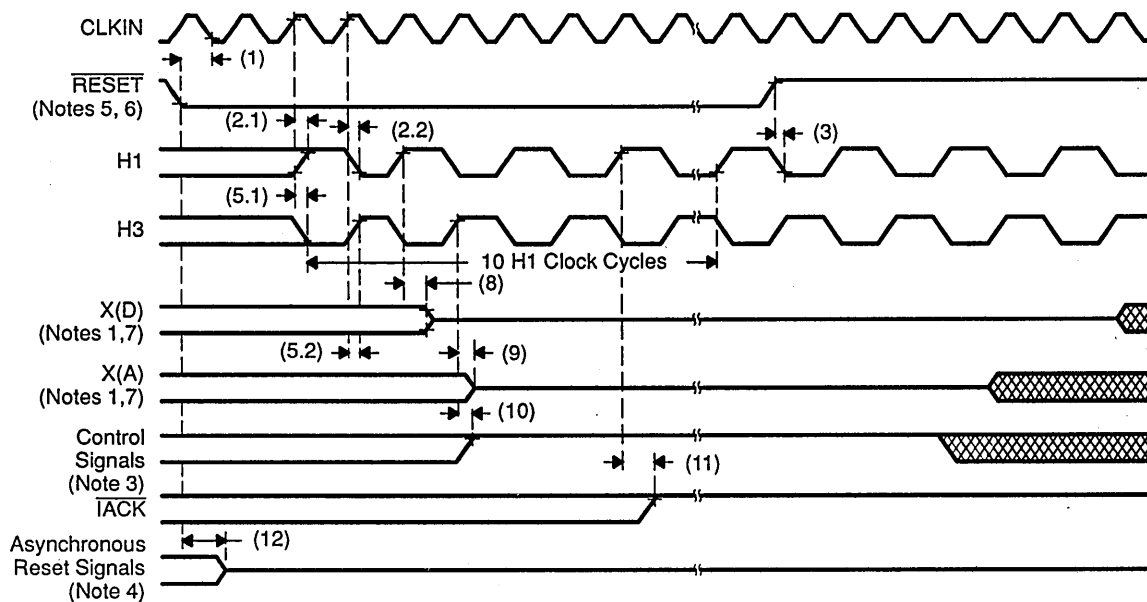 CLKIN
(1)
RESET
(Notes 5, 6)
(2.1)
(2.2)
(3)
H1
(5.1)
H3
10 H1 Clock Cycles
(8)
X(D)
(Notes 1,7)
(5.2)
(9)
X(A)
(Notes 1,7)
(10)
Control
Signals
(Note 3)
(11)
IACK
(12)
Asynchronous
Reset Signals
(Note 4)